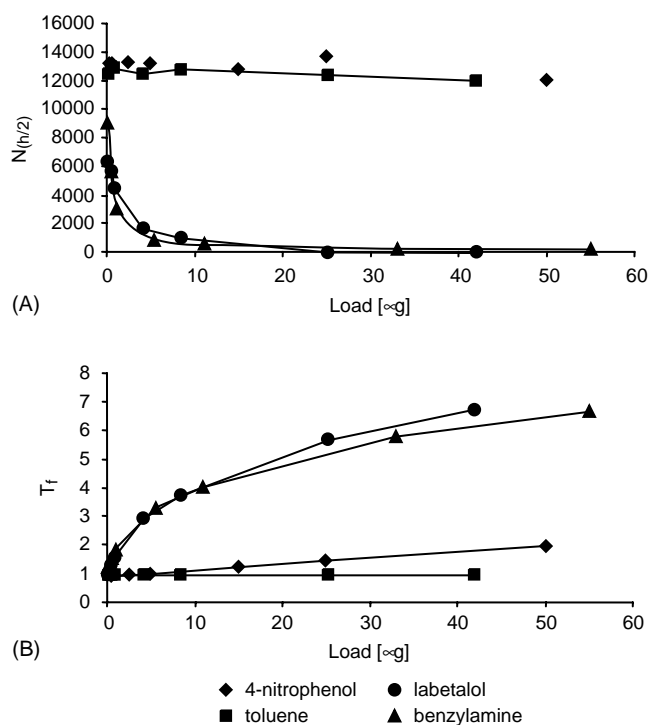 16000
14000
12000
10000
8000
6000
4000
2000
0
N(h/2)
0 10 20 30 40 50 60
(A)
Load [∝g]
8
7
6
5
4
3
2
1
0
Tf
0 10 20 30 40 50 60
(B)
Load [∝g]
4-nitrophenol labetalol
toluene benzylamine